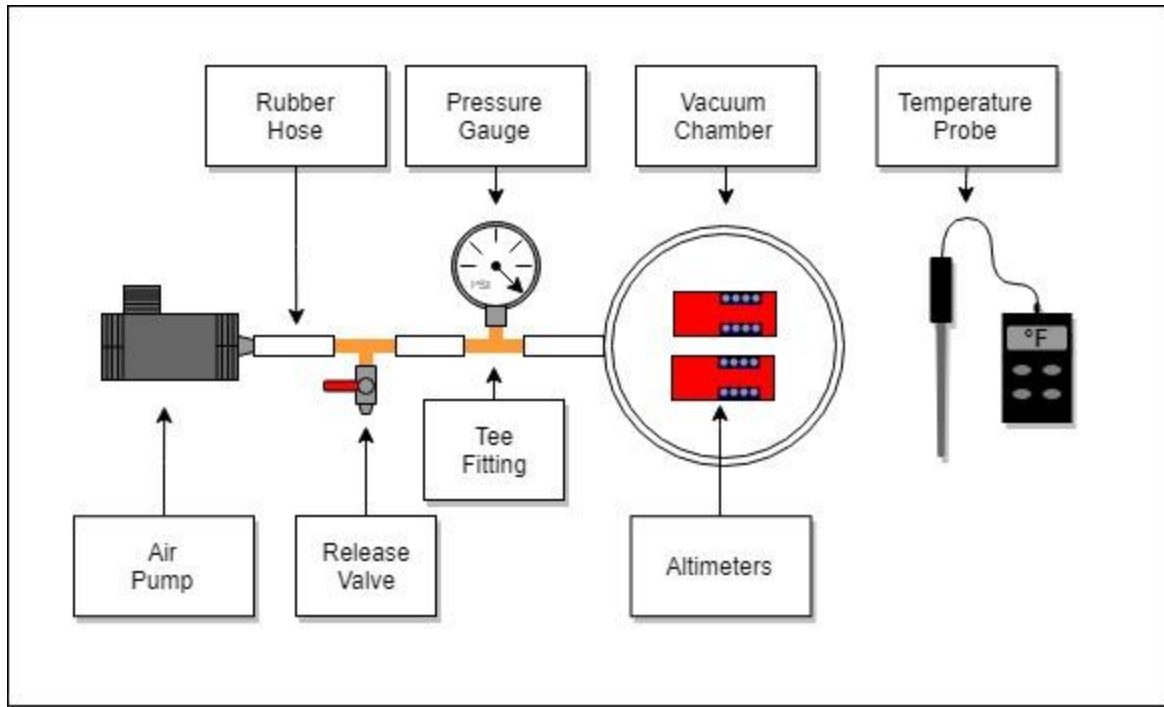 Rubber
Hose
Pressure
Gauge
Vacuum
Chamber
Temperature
Probe
PSI
°F
Tee
Fitting
Air
Pump
Release
Valve
Altimeters